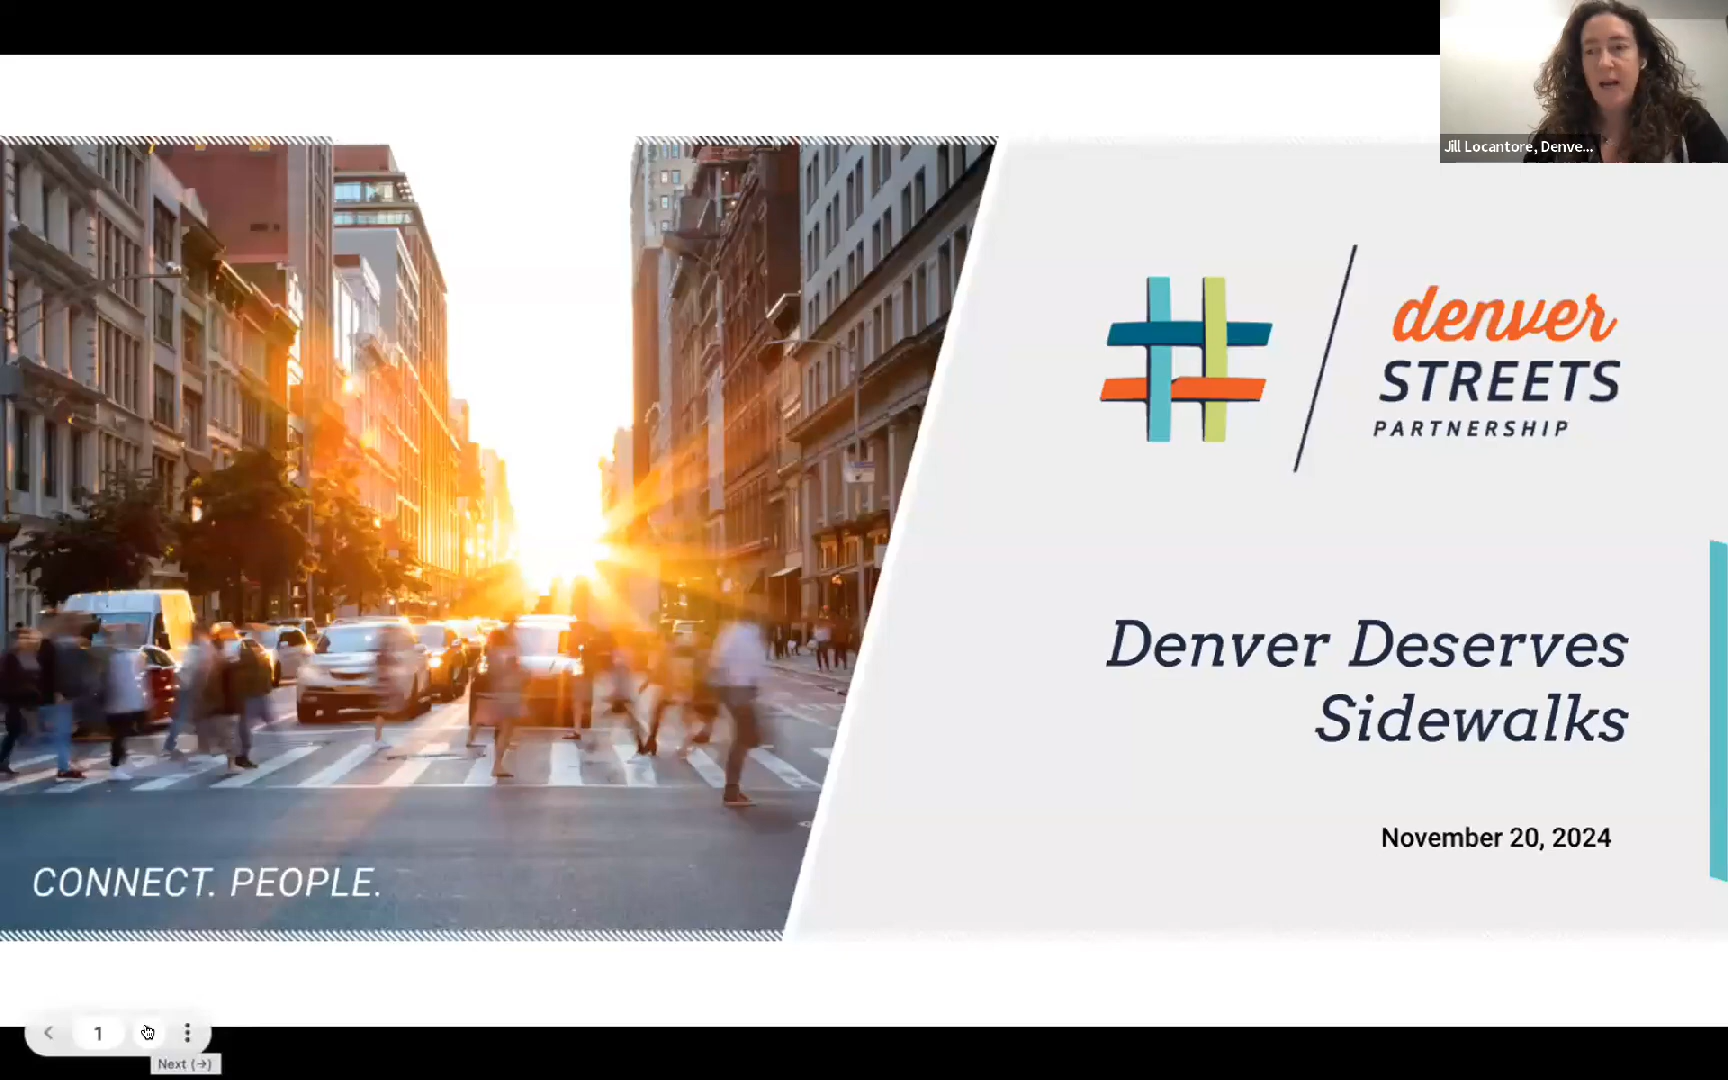 Jill Locantore, Denve...
denver
STREETS
PARTNERSHIP
Denver Deserves
Sidewalks
November 20, 2024
CONNECT. PEOPLE.
1
Next (→)